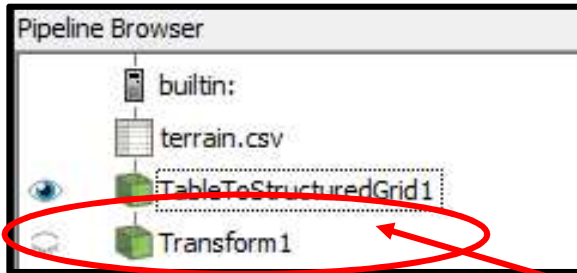 Pipeline Browser
builtin:
terrain.csv
TableToStructuredGrid1
Transform1